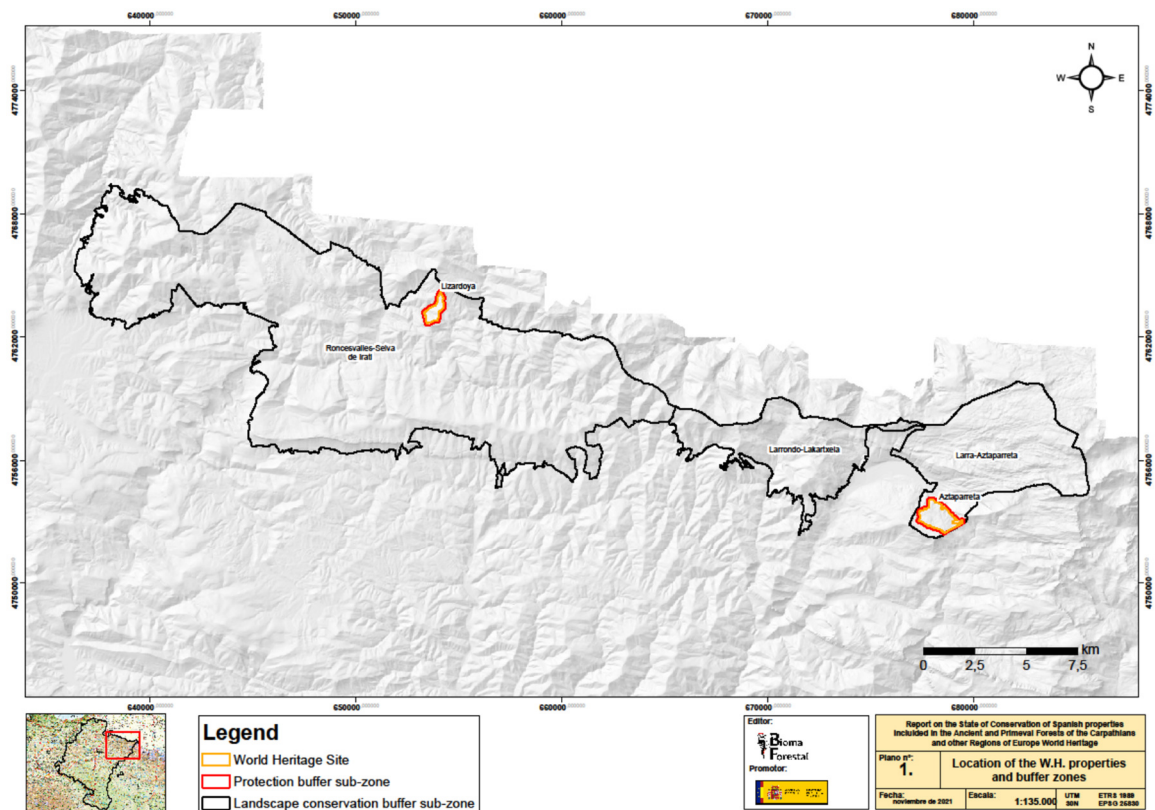 640000
650000
660000
670000
680000
4774000
4768000
4762000
4756000
4750000
4774000
4768000
4762000
4756000
4750000
N
W
E
S
Lizardoya
Roncesvalles-Selva
de Irati
Larrondo-Lakartxela
Larra-Aztaparreta
Aztaparreta
km
0 2,5 5 7,5
640000
650000
660000
670000
680000
Legend
World Heritage Site
Protection buffer sub-zone
Landscape conservation buffer sub-zone
Editor:
Bioma
Forestal
Promotor:
Report on the State of Conservation of Spanish properties
included in the Ancient and Primeval Forests of the Carpathians
and other Regions of Europe World Heritage
Plano nº:
1.
Location of the W.H. properties
and buffer zones
Fecha:
noviembre de 2021
Escala:
1:135.000
UTM
30N
ETRS 1989
EPSG 25830